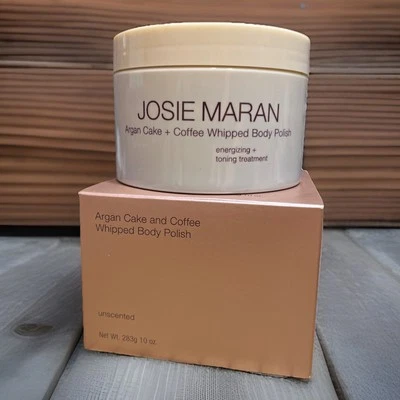 JOSIE MARAN
Argan Cake + Coffee Whipped Body Polish
energizing +
toning treatment
Argan Cake and Coffee
Whipped Body Polish
unscented
Net Wt. 283g 10 oz.